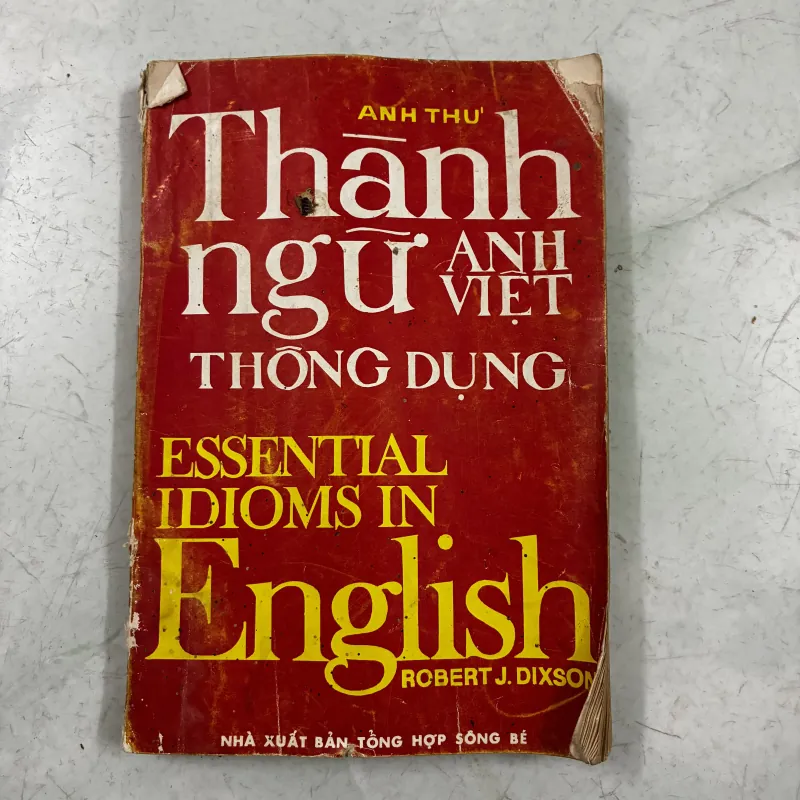 ANH THƯ
Thành
ngữ ANH
VIỆT
THÔNG DỤNG
ESSENTIAL
IDIOMS IN
English
ROBERT J. DIXSON
NHÀ XUẤT BẢN TỔNG HỢP SÔNG BÉ